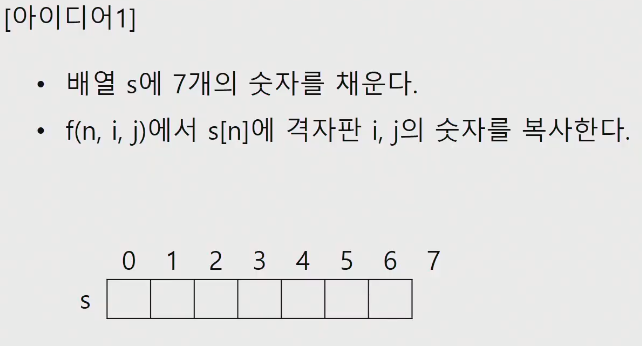 [아이디어1]
• 배열 s에 7개의 숫자를 채운다.
• f(n, i, j)에서 s[n]에 격자판 i, j의 숫자를 복사한다.
0 1 2 3 4 5 6 7
s